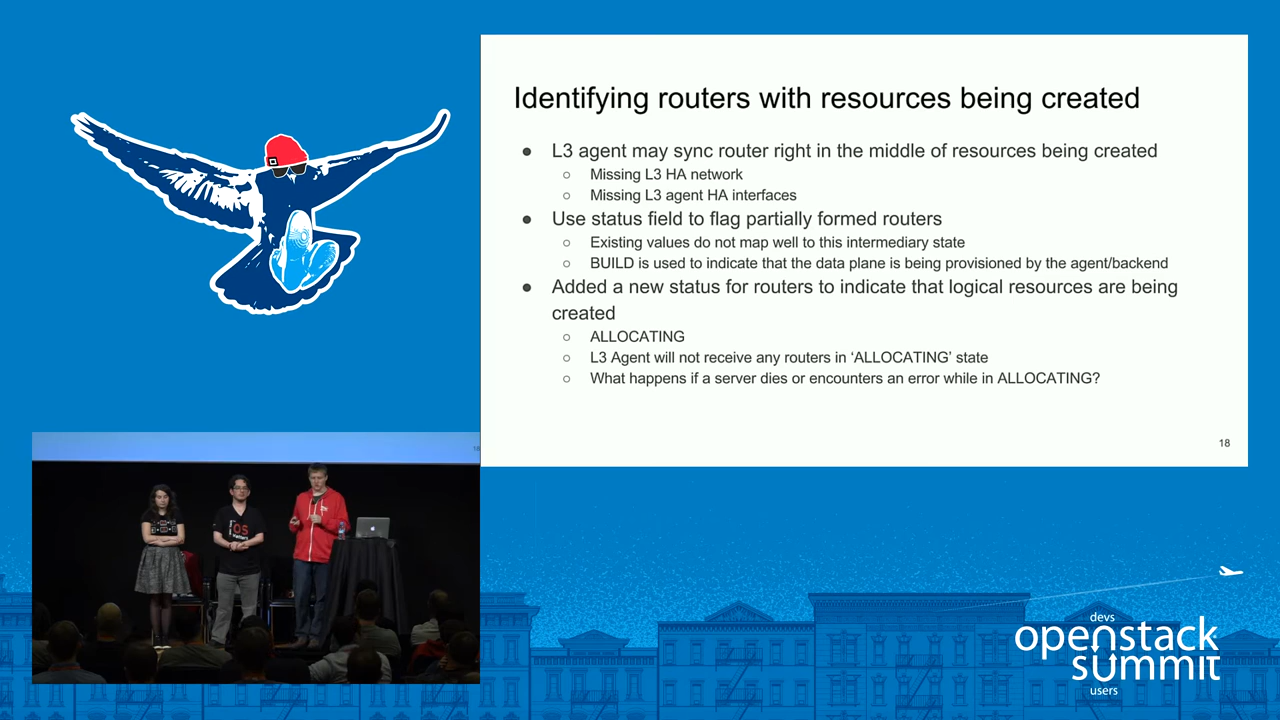 Identifying routers with resources being created
● L3 agent may sync router right in the middle of resources being created
○ Missing L3 HA network
○ Missing L3 agent HA interfaces
● Use status field to flag partially formed routers
○ Existing values do not map well to this intermediary state
○ BUILD is used to indicate that the data plane is being provisioned by the agent/backend
● Added a new status for routers to indicate that logical resources are being
created
○ ALLOCATING
○ L3 Agent will not receive any routers in ‘ALLOCATING’ state
○ What happens if a server dies or encounters an error while in ALLOCATING?
18
18
OS
devs
openstack
summit
users